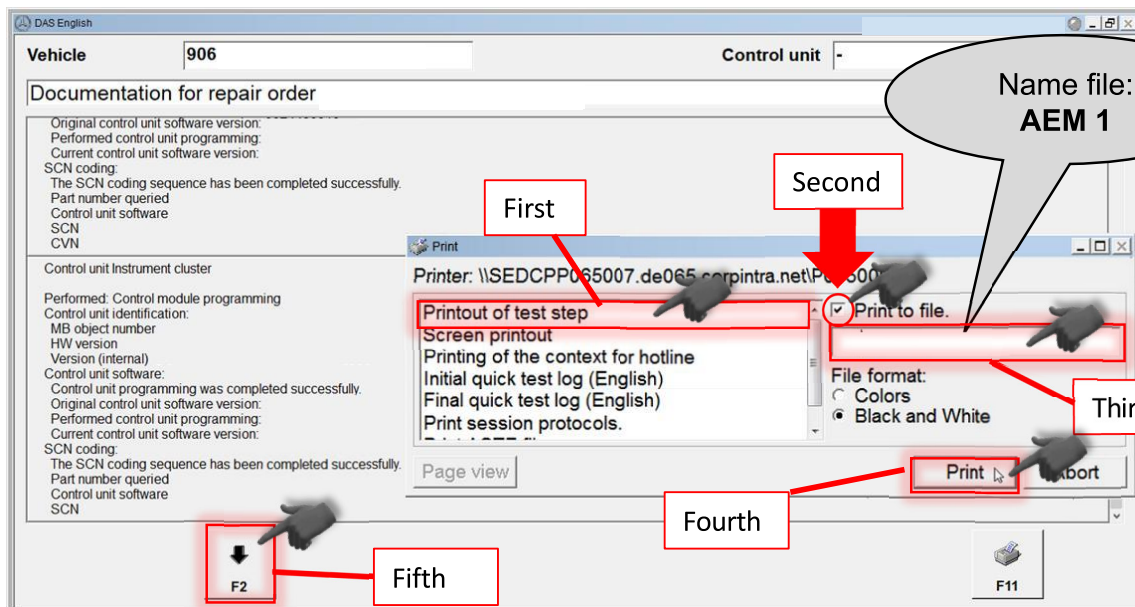 DAS English
Vehicle 906 Control unit -
Name file:
AEM 1
Documentation for repair order
Original control unit software version:
Performed control unit programming:
Current control unit software version:
SCN coding:
The SCN coding sequence has been completed successfully.
Part number queried
Control unit software
SCN
CVN
First
Second
Control unit Instrument cluster
Performed: Control module programming
Control unit identification:
MB object number
HW version
Version (internal)
Control unit software:
Control unit programming was completed successfully.
Original control unit software version:
Performed control unit programming:
Current control unit software version:
SCN coding:
The SCN coding sequence has been completed successfully.
Part number queried
Control unit software
SCN
Print
Printer: \\SEDCPP065007.de065.corpintra.net\P
Printout of test step
Screen printout
Printing of the context for hotline
Initial quick test log (English)
Final quick test log (English)
Print session protocols.
Print to file.
File format:
Colors
Black and White
Thir
Page view
Print
Abort
Fourth
Fifth
F2
F11